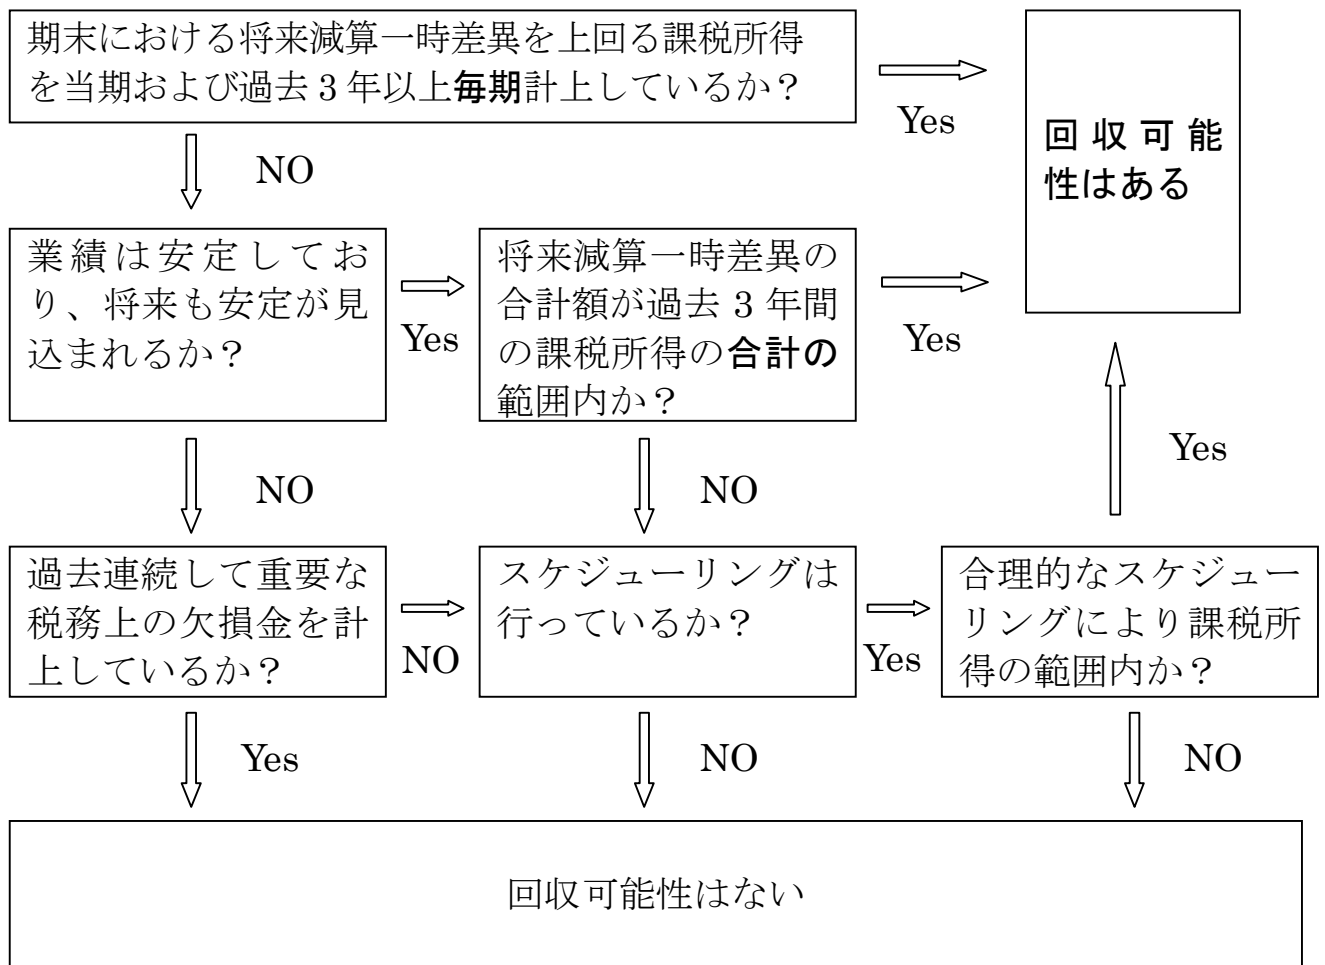 期末における将来減算一時差異を上回る課税所得
を当期および過去3年以上毎期計上しているか？
Yes
回収可能
性はある
NO
業績は安定してお
り、将来も安定が見
込まれるか？
Yes
将来減算一時差異の
合計額が過去3年間
の課税所得の合計の
範囲内か？
Yes
Yes
NO
NO
過去連続して重要な
税務上の欠損金を計
上しているか？
NO
スケジューリングは
行っているか？
Yes
合理的なスケジュー
リングにより課税所
得の範囲内か？
Yes
NO
NO
回収可能性はない